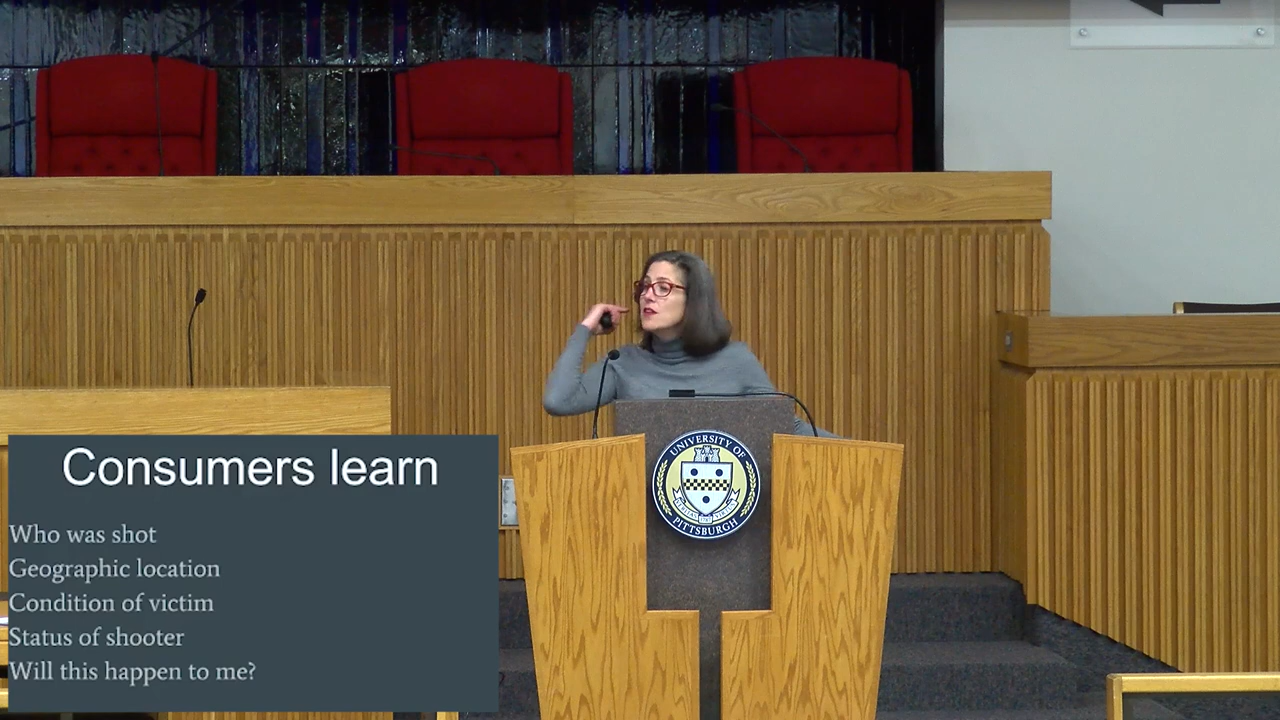 Consumers learn
Who was shot
Geographic location
Condition of victim
Status of shooter
Will this happen to me?
UNIVERSITY OF
PITTSBURGH